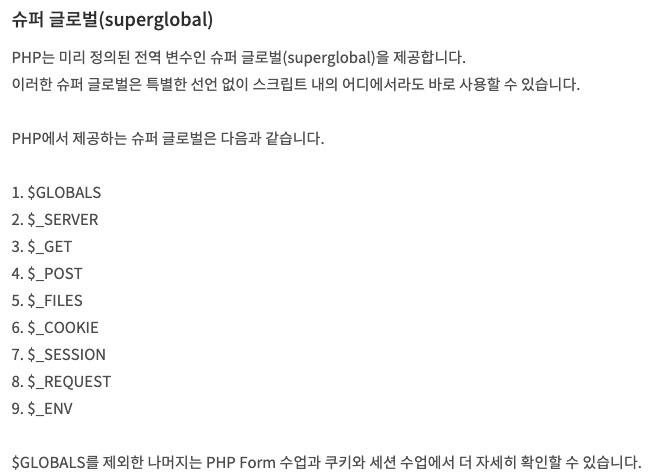 슈퍼 글로벌(superglobal)
PHP는 미리 정의된 전역 변수인 슈퍼 글로벌(superglobal)을 제공합니다.
이러한 슈퍼 글로벌은 특별한 선언 없이 스크립트 내의 어디에서라도 바로 사용할 수 있습니다.
PHP에서 제공하는 슈퍼 글로벌은 다음과 같습니다.
1. $GLOBALS
2. $_SERVER
3. $_GET
4. $_POST
5. $_FILES
6. $_COOKIE
7. $_SESSION
8. $_REQUEST
9. $_ENV
$GLOBALS를 제외한 나머지는 PHP Form 수업과 쿠키와 세션 수업에서 더 자세히 확인할 수 있습니다.